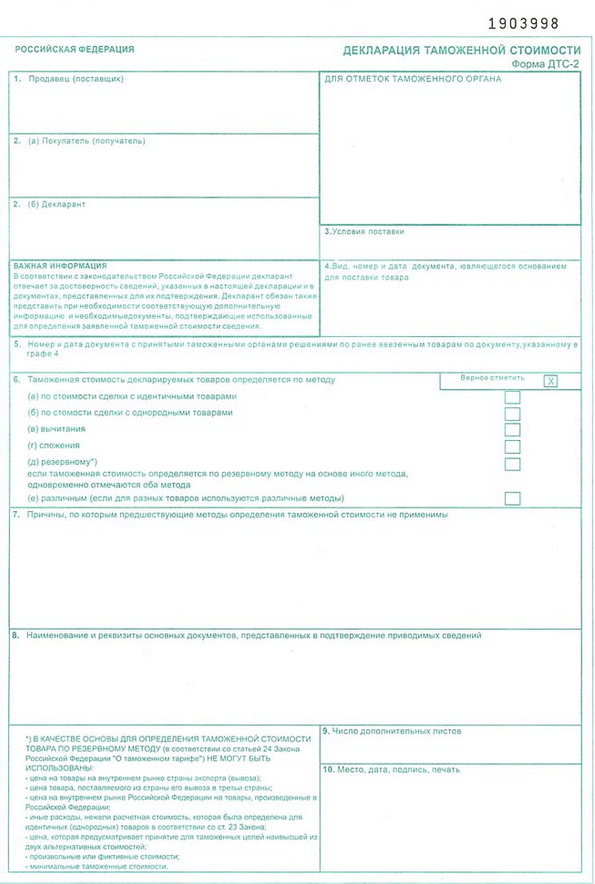 1903998
РОССИЙСКАЯ ФЕДЕРАЦИЯ
ДЕКЛАРАЦИЯ ТАМОЖЕННОЙ СТОИМОСТИ
Форма ДТС-2
1. Продавец (поставщик)
ДЛЯ ОТМЕТОК ТАМОЖЕННОГО ОРГАНА
2. (а) Покупатель (получатель)
2. (б) Декларант
3.Условия поставки
ВАЖНАЯ ИНФОРМАЦИЯ
В соответствии с законодательством Российской Федерации декларант
отвечает за достоверность сведений, указанных в настоящей декларации и в
документах, представленных для их подтверждения. Декларант обязан также
представить при необходимости соответствующую дополнительную
информацию и необходимыедокументы, подтверждающие использованные
для определения заявленной таможенной стоимости сведения.
4.Вид, номер и дата документа, ювляющегося основанием
для поставки товара
5. Номер и дата документа с принятыми таможенными органами решениями по ранее ввезенным товарам по документу,указанному в
графе 4
6. Таможенная стоимость декларируемых товаров определяется по методу
Верное отметить X
(а) по стоимости сделки с идентичными товарами
(б) по стомости сделки с однородными товарами
(в) вычитания
(г) сложения
(д) резервному*)
если таможенная стоимость определяется по резервному методу на основе иного метода,
одновременно отмечаются оба метода
(е) различным (если для разных товаров используются различные методы)
7. Причины, по которым предшествующие методы определения таможенной стоимости не применимы
8. Наименование и реквизиты основных документов, представленных в подтверждение приводимых сведений
*) В КАЧЕСТВЕ ОСНОВЫ ДЛЯ ОПРЕДЕЛЕНИЯ ТАМОЖЕННОЙ СТОИМОСТИ
ТОВАРА ПО РЕЗЕРВНОМУ МЕТОДУ (в соответствии со статьей 24 Закона
Российской Федерации "О таможенном тарифе") НЕ МОГУТ БЫТЬ
ИСПОЛЬЗОВАНЫ:
- цена на товары на внутреннем рынке страны экспорта (вывоза);
- цена товара, поставляемого из страны его вывоза в третьи страны;
- цена на внутреннем рынке Российской Федерации на товары, произведенные в
Российской Федерации;
- иные расходы, нежели расчетная стоимость, которая была определена для
идентичных (однородных) товаров в соответствии со ст. 23 Закона;
- цена, которая предусматривает принятие для таможенных целей наивысшей из
двух альтернативных стоимостей;
- произвольные или фиктивные стоимости;
- минимальные таможенные стоимости.
9. Число дополнительных листов
10. Место, дата, подпись, печать